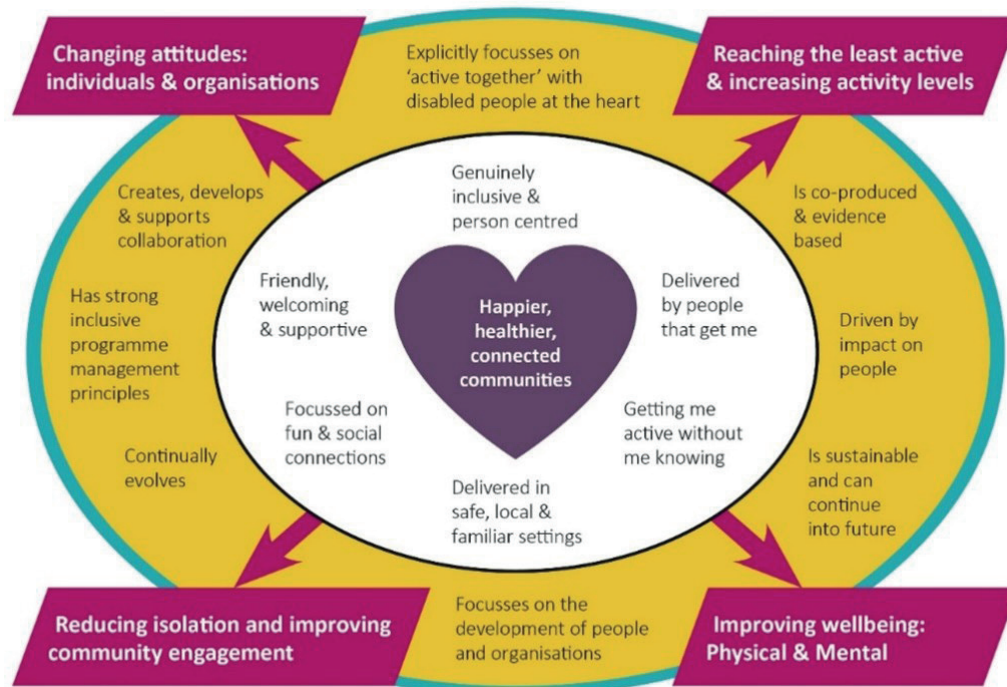 Changing attitudes:
individuals & organisations
Explicitly focusses on
‘active together’ with
disabled people at the heart
Reaching the least active
& increasing activity levels
Creates, develops
& supports
collaboration
Genuinely
inclusive &
person centred
Is co-produced
& evidence
based
Has strong
inclusive
programme
management
principles
Friendly,
welcoming
& supportive
Happier,
healthier,
connected
communities
Delivered
by people
that get me
Driven by
impact on
people
Continually
evolves
Focussed on
fun & social
connections
Delivered in
safe, local &
familiar settings
Getting me
active without
me knowing
Is sustainable
and can
continue
into future
Reducing isolation and improving
community engagement
Focusses on the
development of people
and organisations
Improving wellbeing:
Physical & Mental